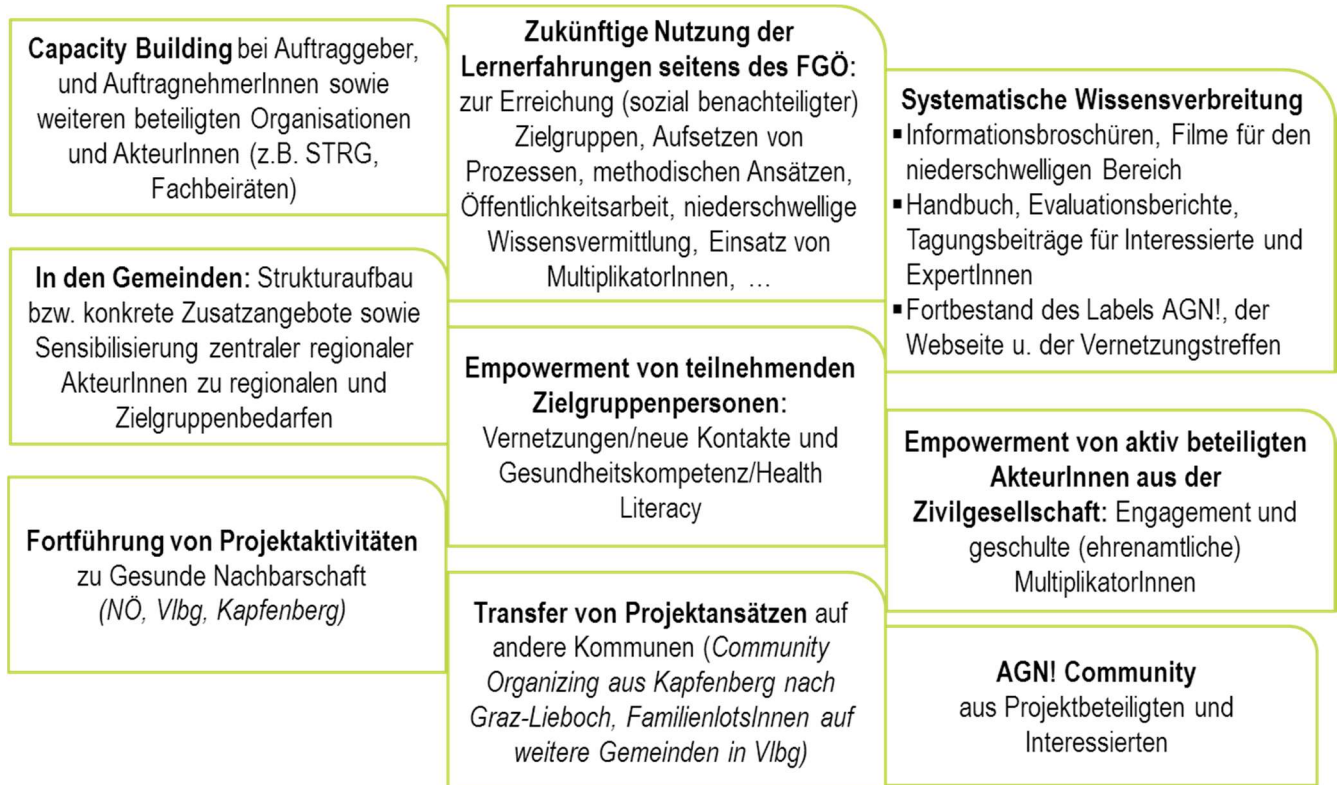 Capacity Building bei Auftraggeber,
und AuftragnehmerInnen sowie
weiteren beteiligten Organisationen
und AkteurInnen (z.B. STRG,
Fachbeiräten)
In den Gemeinden: Strukturaufbau
bzw. konkrete Zusatzangebote sowie
Sensibilisierung zentraler regionaler
AkteurInnen zu regionalen und
Zielgruppenbedarfen
Fortführung von Projektaktivitäten
zu Gesunde Nachbarschaft
(NÖ, Vlbg, Kapfenberg)
Zukünftige Nutzung der
Lernerfahrungen seitens des FGÖ:
zur Erreichung (sozial benachteiligter)
Zielgruppen, Aufsetzen von
Prozessen, methodischen Ansätzen,
Öffentlichkeitsarbeit, niederschwellige
Wissensvermittlung, Einsatz von
MultiplikatorInnen, …
Empowerment von teilnehmenden
Zielgruppenpersonen:
Vernetzungen/neue Kontakte und
Gesundheitskompetenz/Health
Literacy
Transfer von Projektansätzen auf
andere Kommunen (Community
Organizing aus Kapfenberg nach
Graz-Lieboch, FamilienlotsInnen auf
weitere Gemeinden in Vlbg)
Systematische Wissensverbreitung
▪Informationsbroschüren, Filme für den
niederschwelligen Bereich
▪Handbuch, Evaluationsberichte,
Tagungsbeiträge für Interessierte und
ExpertInnen
▪Fortbestand des Labels AGN!, der
Webseite u. der Vernetzungstreffen
Empowerment von aktiv beteiligten
AkteurInnen aus der
Zivilgesellschaft: Engagement und
geschulte (ehrenamtliche)
MultiplikatorInnen
AGN! Community
aus Projektbeteiligten und
Interessierten